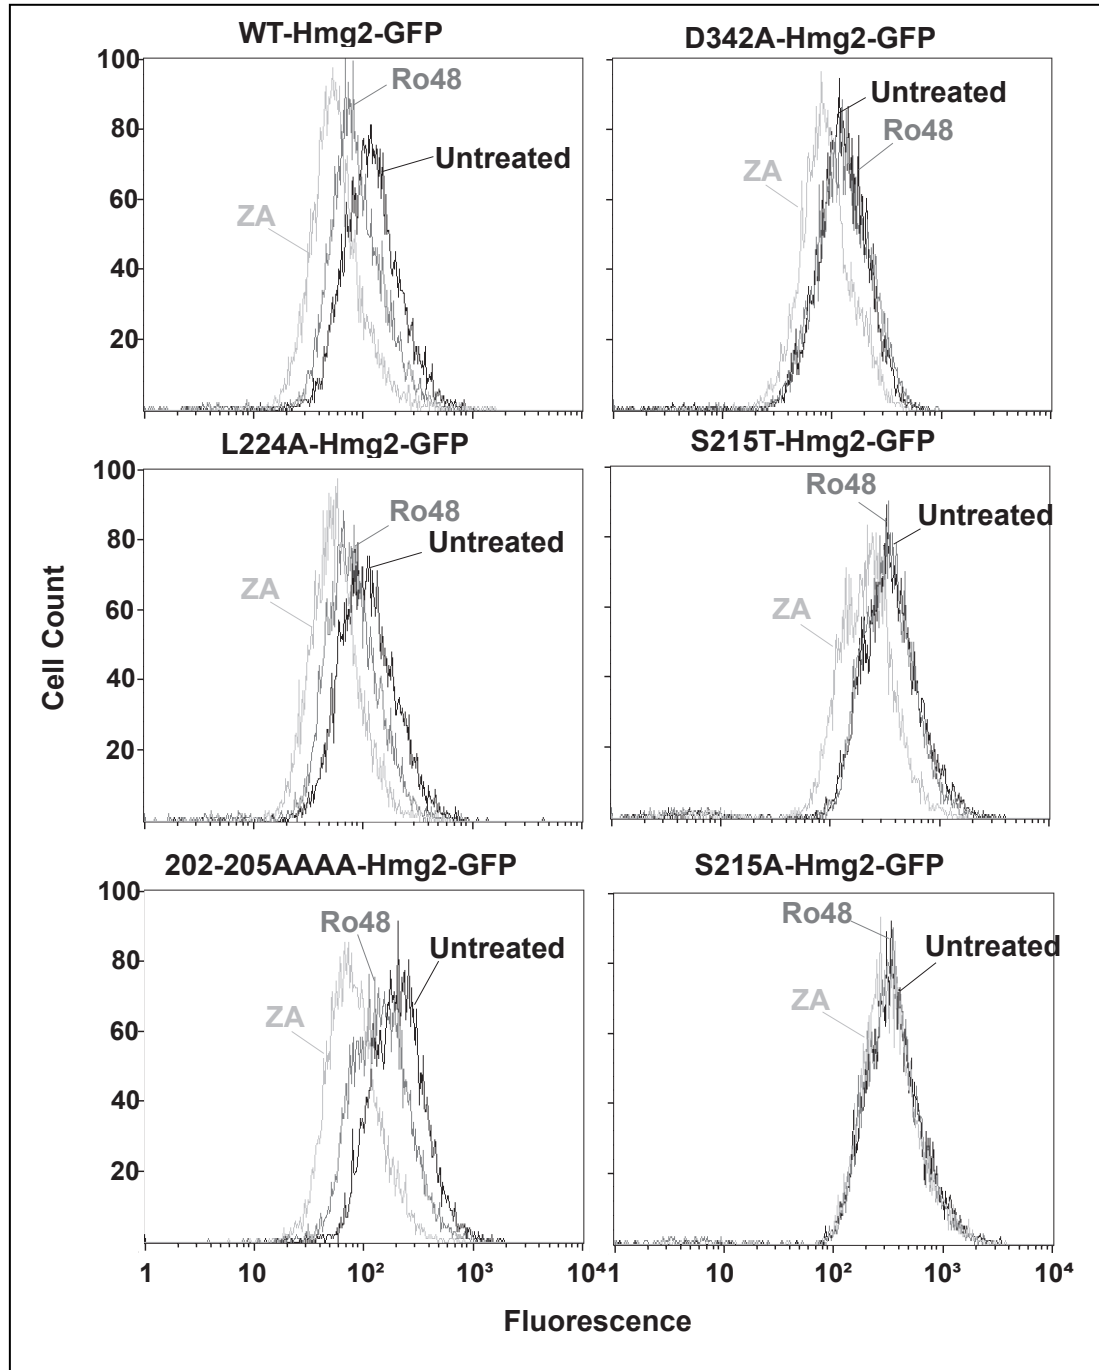 WT-Hmg2-GFP
100
80
60
40
20
Ro48
Untreated
ZA
D342A-Hmg2-GFP
Untreated
Ro48
ZA
L224A-Hmg2-GFP
100
80
60
40
20
Ro48
Untreated
ZA
S215T-Hmg2-GFP
Ro48
Untreated
ZA
Cell Count
202-205AAAA-Hmg2-GFP
100
80
60
40
20
Ro48
Untreated
ZA
1 10 10² 10³ 10⁴
S215A-Hmg2-GFP
Ro48
Untreated
ZA
1 10 10² 10³ 10⁴
Fluorescence